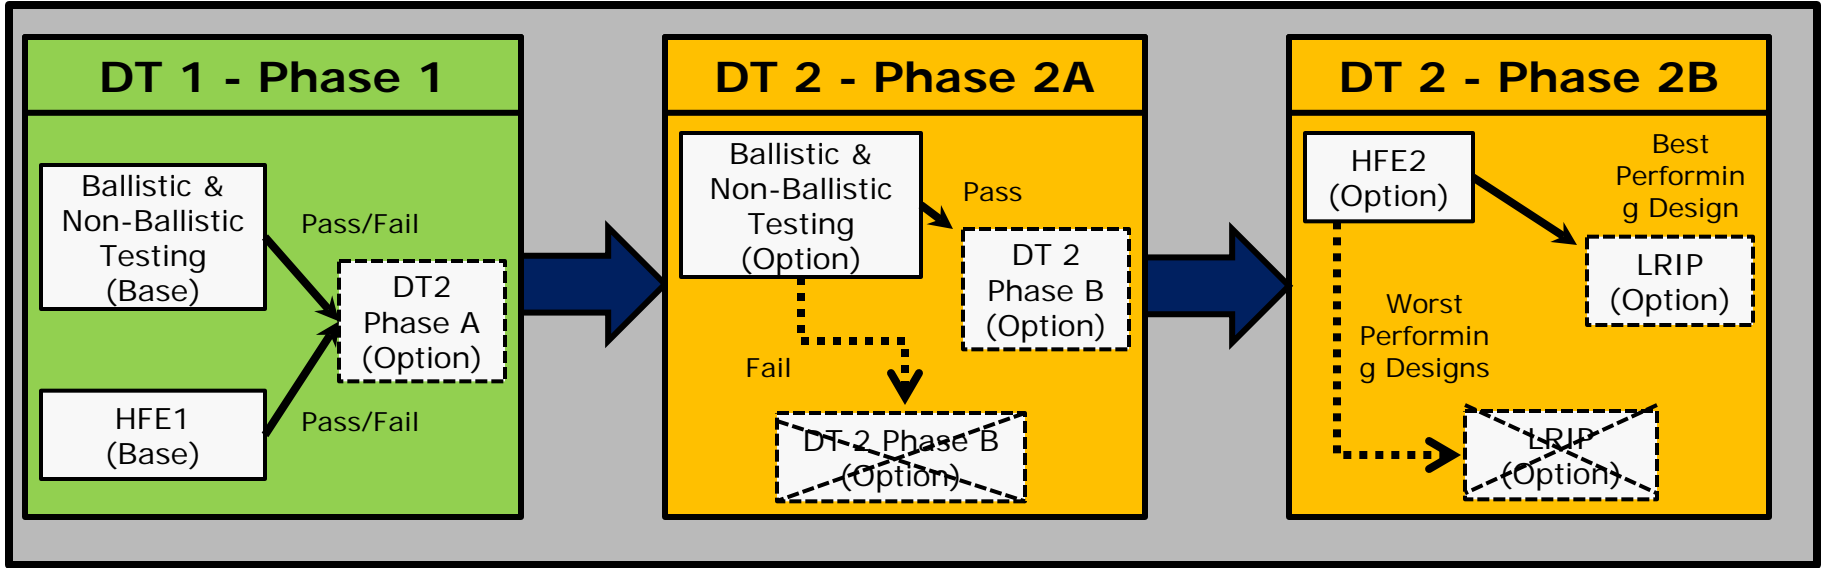 DT 1 - Phase 1
Ballistic &
Non-Ballistic
Testing
(Base)
Pass/Fail
DT2
Phase A
(Option)
HFE1
(Base)
Pass/Fail
DT 2 - Phase 2A
Ballistic &
Non-Ballistic
Testing
(Option)
Pass
DT 2
Phase B
(Option)
Fail
DT 2 Phase B
(Option)
DT 2 - Phase 2B
HFE2
(Option)
Best
Performin
g Design
LRIP
(Option)
Worst
Performin
g Designs
LRIP
(Option)